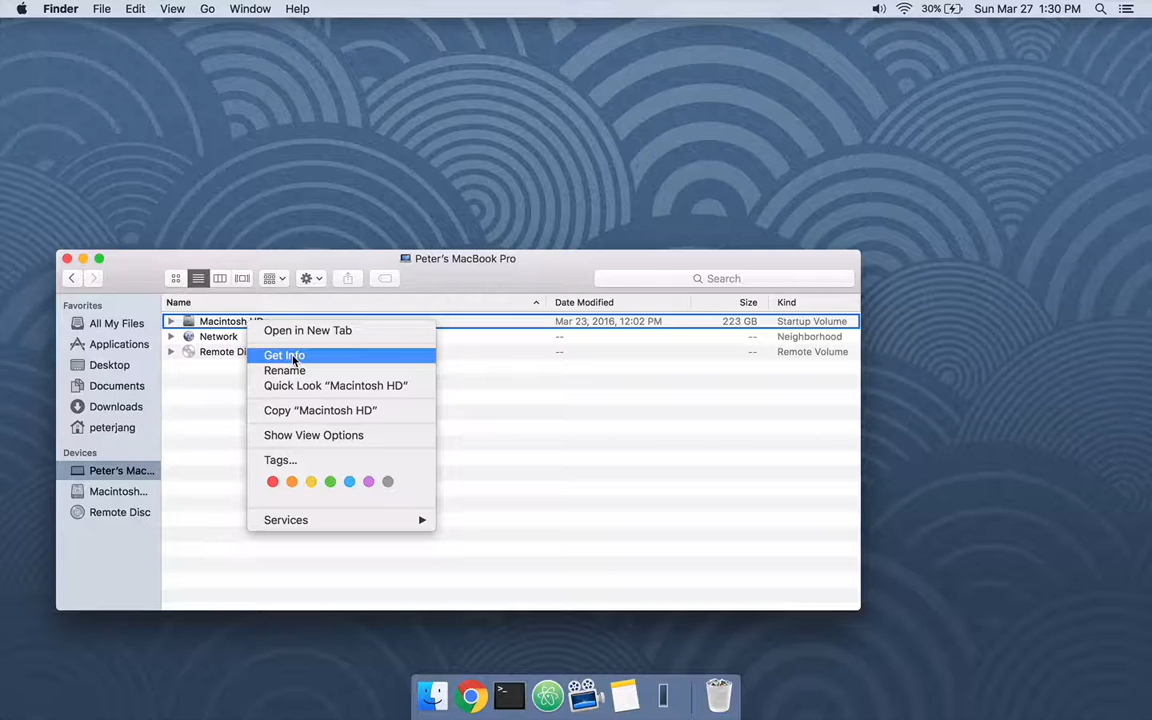 Finder File Edit View Go Window Help 30% Sun Mar 27 1:30 PM
Peter's MacBook Pro
Search
Favorites
All My Files
Applications
Desktop
Documents
Downloads
peterjang
Devices
Peter's Mac...
Macintosh...
Remote Disc
Name Date Modified Size Kind
Macintosh HD Mar 23, 2016, 12:02 PM 223 GB Startup Volume
Network -- -- Neighborhood
Remote Di -- -- Remote Volume
Open in New Tab
Get Info
Rename
Quick Look “Macintosh HD”
Copy “Macintosh HD”
Show View Options
Tags...
Services